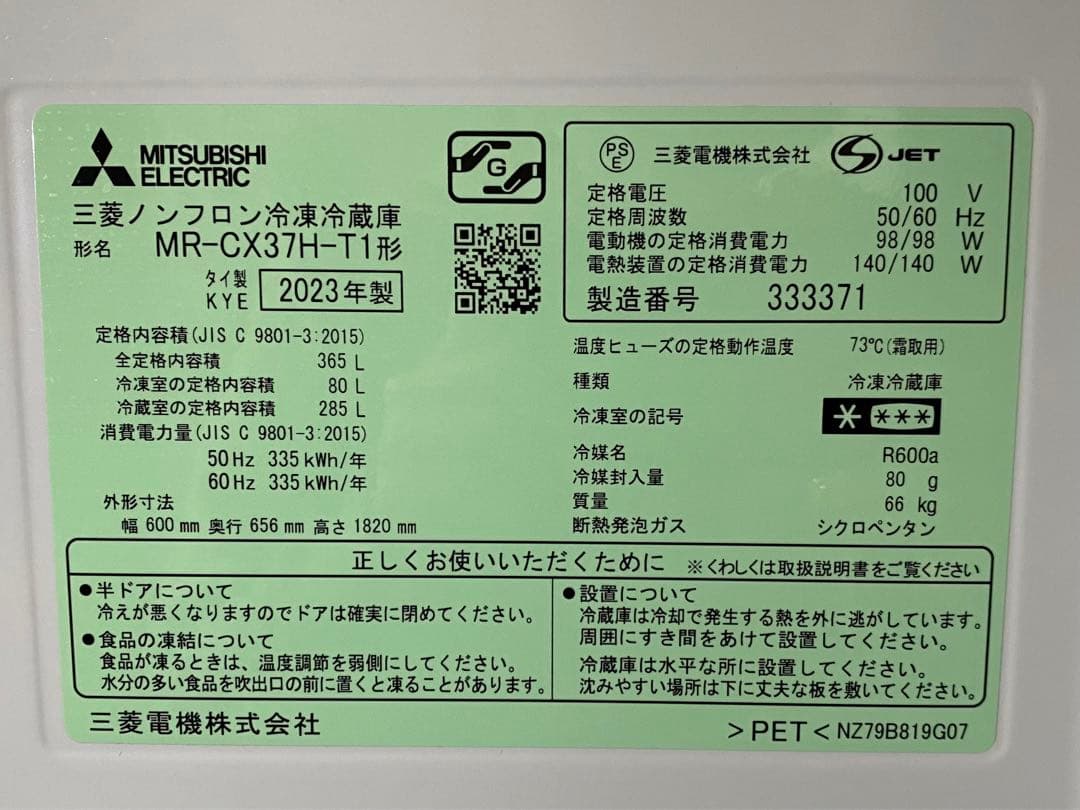 MITSUBISHI
ELECTRIC
三菱ノンフロン冷凍冷蔵庫
形名 MR-CX37H-T1形
タイ製
KYE 2023年製
G
PSE 三菱電機株式会社 S JET
定格電圧 100 V
定格周波数 50/60 Hz
電動機の定格消費電力 98/98 W
電熱装置の定格消費電力 140/140 W
製造番号 333371
定格内容積(JIS C 9801-3:2015)
全定格内容積 365 L
冷凍室の定格内容積 80 L
冷蔵室の定格内容積 285 L
消費電力量(JIS C 9801-3:2015)
50Hz 335kWh/年
60Hz 335kWh/年
外形寸法
幅 600mm 奥行 656mm 高さ 1820mm
温度ヒューズの定格動作温度 73℃(霜取用)
種類 冷凍冷蔵庫
冷凍室の記号 * ***
冷媒名 R600a
冷媒封入量 80 g
質量 66 kg
断熱発泡ガス シクロペンタン
正しくお使いいただくために ※くわしくは取扱説明書をご覧ください
●半ドアについて
冷えが悪くなりますのでドアは確実に閉めてください。
●食品の凍結について
食品が凍るときは、温度調節を弱側にしてください。
水分の多い食品を吹出口の前に置くと凍ることがあります。
●設置について
冷蔵庫は冷却で発生する熱を外に逃がしています。
周囲にすき間をあけて設置してください。
冷蔵庫は水平な所に設置してください。
沈みやすい場所は下に丈夫な板を敷いてください。
三菱電機株式会社
>PET< NZ79B819G07